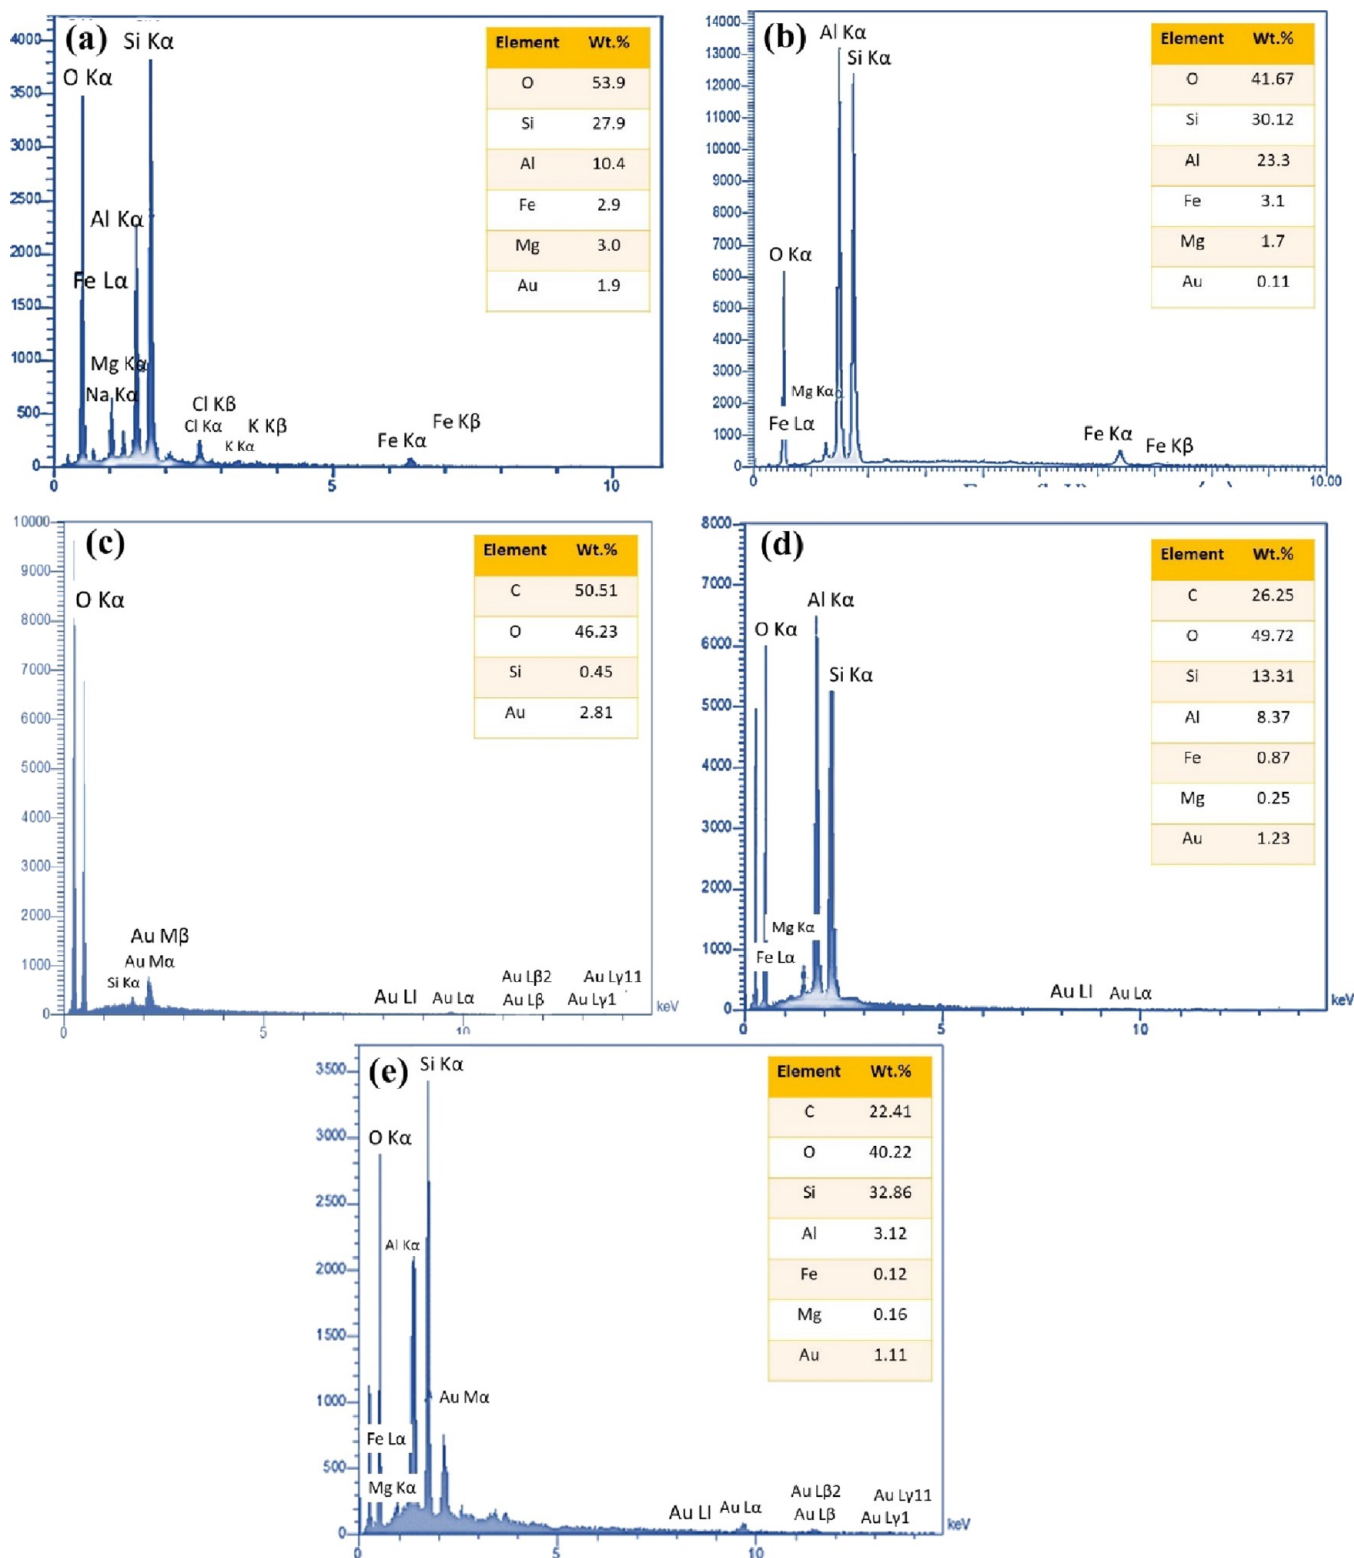 (a)
Si Kα
O Kα
Al Kα
Fe Lα
Mg Kα
Na Kα
Cl Kβ
Cl Kα
K Kβ
K Kα
Fe Kα
Fe Kβ
4000
3500
3000
2500
2000
1500
1000
500
0
0 5 10
Element Wt.%
O 53.9
Si 27.9
Al 10.4
Fe 2.9
Mg 3.0
Au 1.9
(b)
Al Kα
Si Kα
O Kα
Mg Kα
Fe Lα
Fe Kα
Fe Kβ
14000
13000
12000
11000
10000
9000
8000
7000
6000
5000
4000
3000
2000
1000
0
0 10.00
Element Wt.%
O 41.67
Si 30.12
Al 23.3
Fe 3.1
Mg 1.7
Au 0.11
(c)
O Kα
Au Mβ
Au Mα
Si Kα
Au Ll
Au Lα
Au Lβ2
Au Lβ
Au Lγ11
Au Lγ1
10000
9000
8000
7000
6000
5000
4000
3000
2000
1000
0
0 5 10
keV
Element Wt.%
C 50.51
O 46.23
Si 0.45
Au 2.81
(d)
Al Kα
O Kα
Si Kα
Mg Kα
Fe Lα
Au Ll
Au Lα
8000
7000
6000
5000
4000
3000
2000
1000
0
0 5 10
keV
Element Wt.%
C 26.25
O 49.72
Si 13.31
Al 8.37
Fe 0.87
Mg 0.25
Au 1.23
(e)
Si Kα
O Kα
Al Kα
Au Mα
Fe Lα
Mg Kα
Au Ll
Au Lα
Au Lβ2
Au Lβ
Au Lγ11
Au Lγ1
3500
3000
2500
2000
1500
1000
500
0
0 5 10
keV
Element Wt.%
C 22.41
O 40.22
Si 32.86
Al 3.12
Fe 0.12
Mg 0.16
Au 1.11